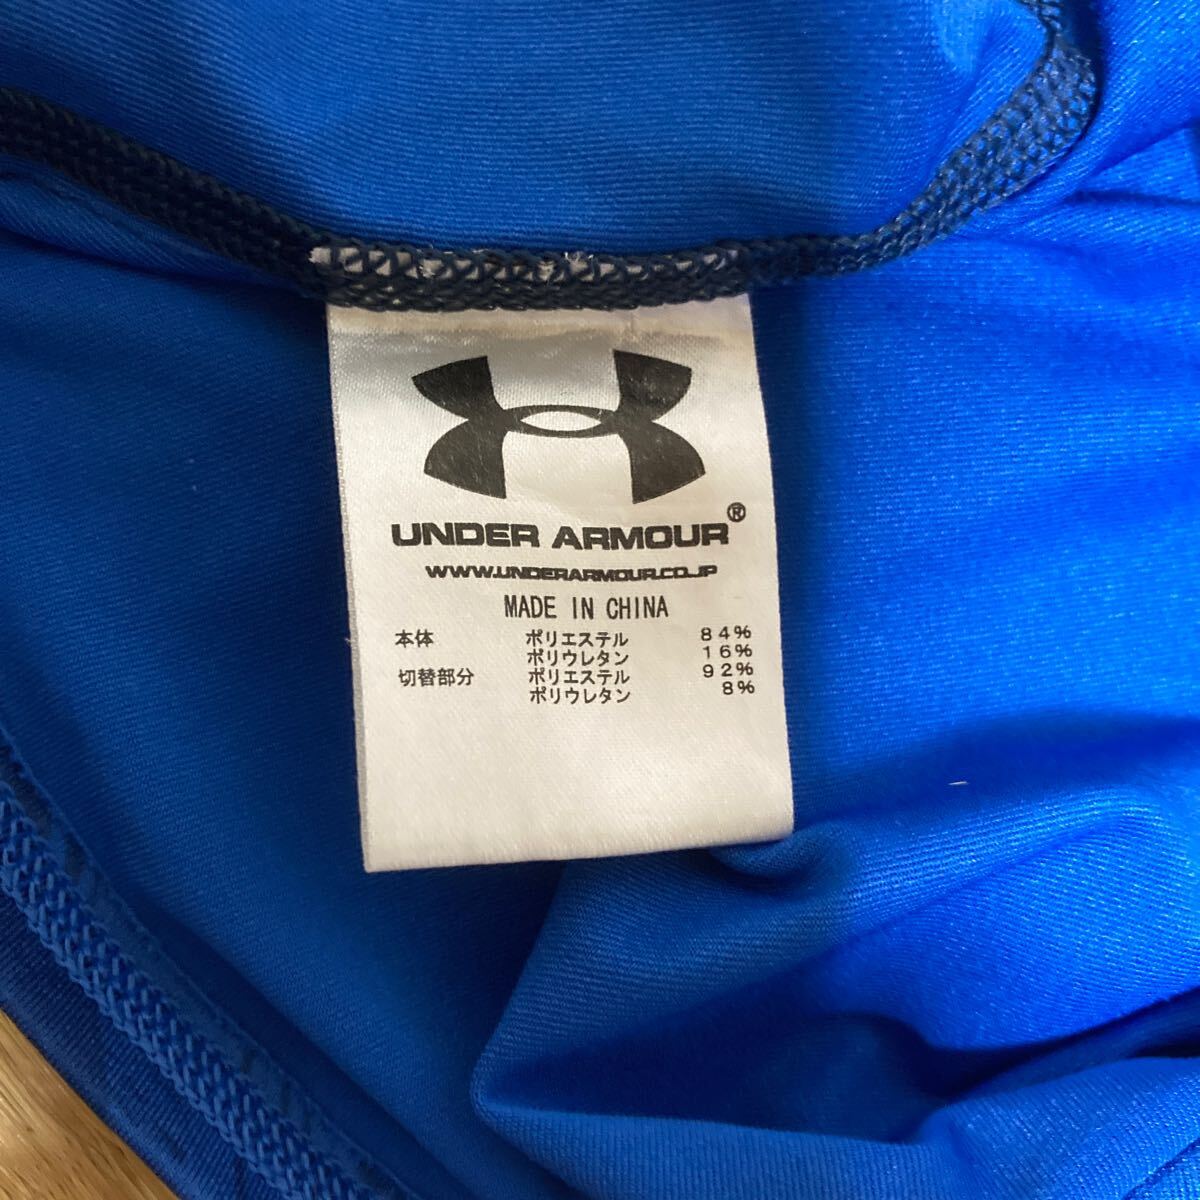 UNDER ARMOUR®
WWW.UNDERARMOUR.CO.JP
MADE IN CHINA
本体 ポリエステル 84%
ポリウレタン 16%
切替部分 ポリエステル 92%
ポリウレタン 8%